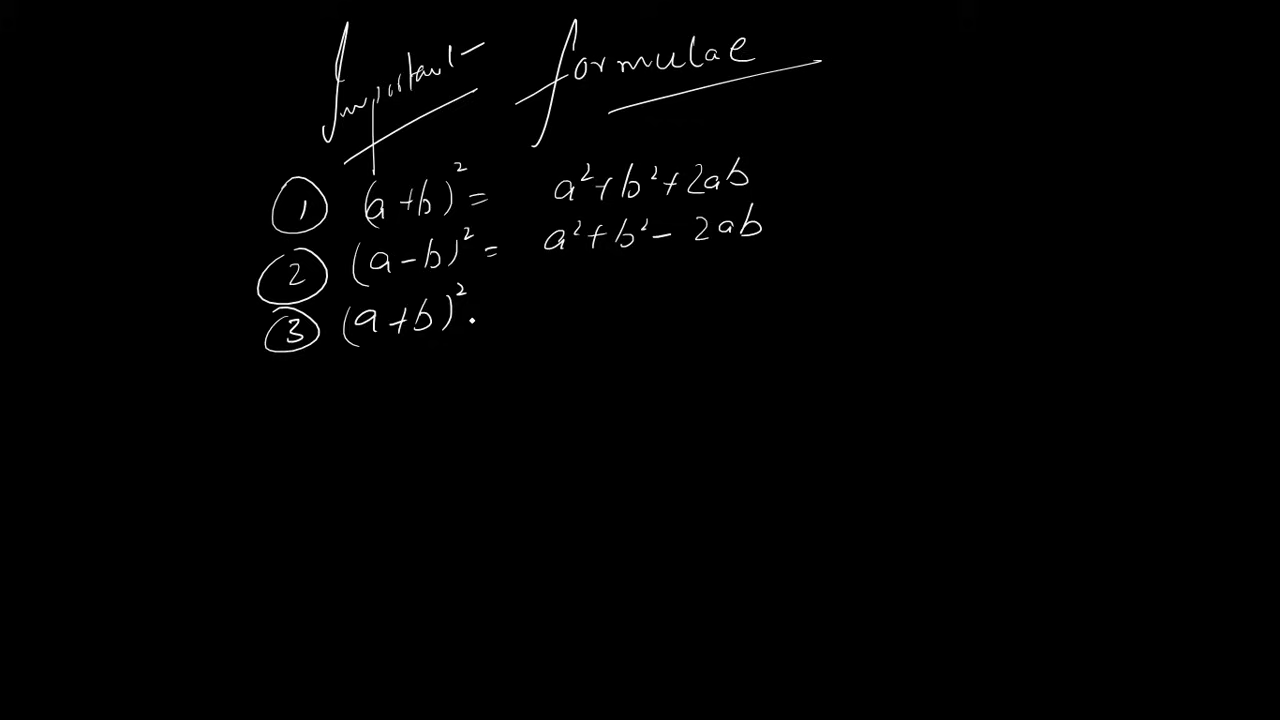 Important formulae
① (a+b)² = a²+b²+2ab
② (a-b)² = a²+b²- 2ab
③ (a+b)² .